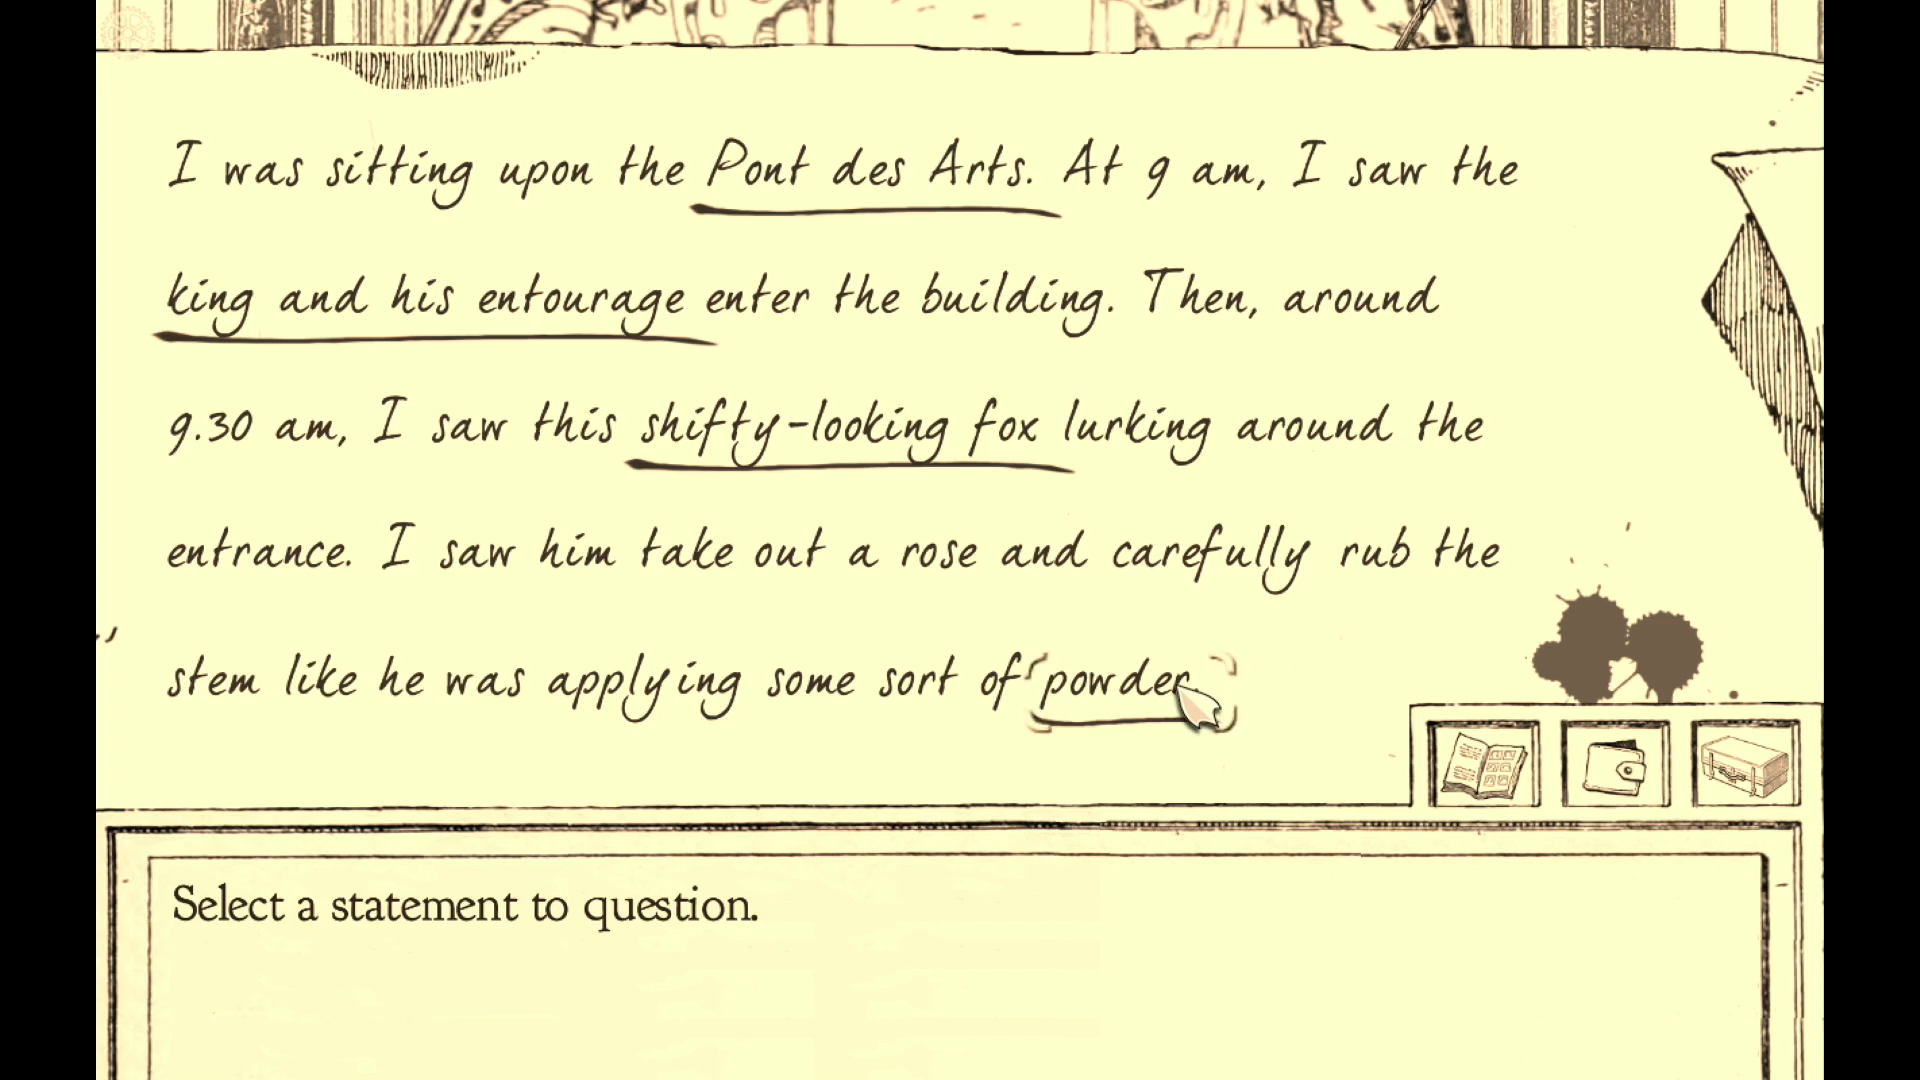 I was sitting upon the Pont des Arts. At 9 am, I saw the
king and his entourage enter the building. Then, around
9.30 am, I saw this shifty-looking fox lurking around the
entrance. I saw him take out a rose and carefully rub the
stem like he was applying some sort of powder.
Select a statement to question.